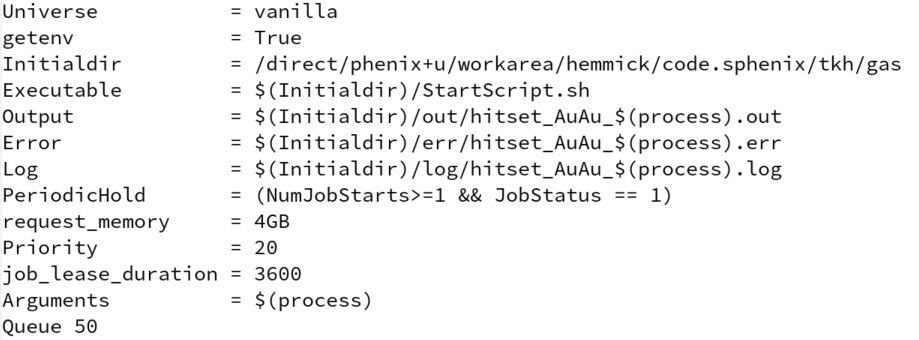 Universe = vanilla
getenv = True
Initialdir = /direct/phenix+u/workarea/hemmick/code.sphenix/tkh/gas
Executable = $(Initialdir)/StartScript.sh
Output = $(Initialdir)/out/hitset_AuAu_$(process).out
Error = $(Initialdir)/err/hitset_AuAu_$(process).err
Log = $(Initialdir)/log/hitset_AuAu_$(process).log
PeriodicHold = (NumJobStarts>=1 && JobStatus == 1)
request_memory = 4GB
Priority = 20
job_lease_duration = 3600
Arguments = $(process)
Queue 50